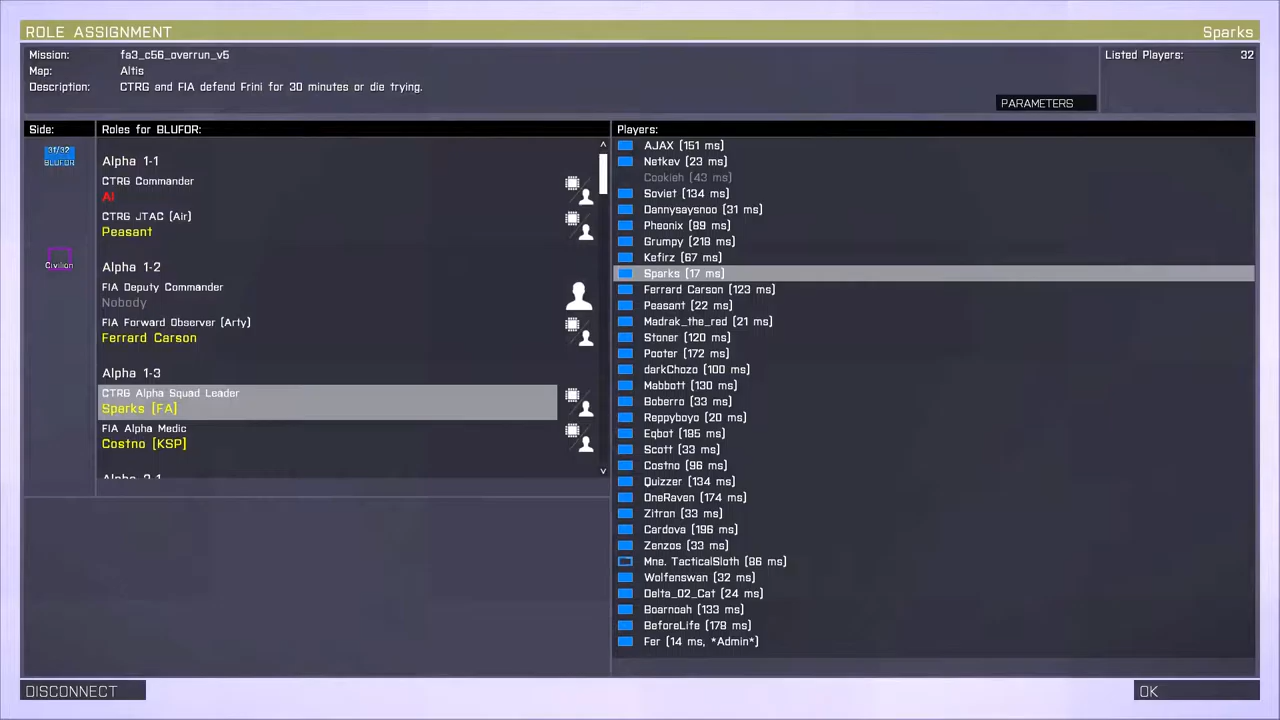 ROLE ASSIGNMENT
Sparks
Mission: fa3_c56_overrun_v5
Map: Altis
Description: CTRG and FIA defend Frini for 30 minutes or die trying.
Listed Players: 32
PARAMETERS
Side:
31/32
BLUFOR
Civilian
Roles for BLUFOR:
Alpha 1-1
CTRG Commander
AI
CTRG JTAC (Air)
Peasant
Alpha 1-2
FIA Deputy Commander
Nobody
FIA Forward Observer (Arty)
Ferrard Carson
Alpha 1-3
CTRG Alpha Squad Leader
Sparks [FA]
FIA Alpha Medic
Costno [KSP]
Alpha 2-1
Players:
AJAX (151 ms)
Netkev (23 ms)
Cookieh (43 ms)
Soviet (134 ms)
Dannysaysnoo (31 ms)
Pheonix (89 ms)
Grumpy (218 ms)
Kefirz (67 ms)
Sparks (17 ms)
Ferrard Carson (123 ms)
Peasant (22 ms)
Madrak_the_red (21 ms)
Stoner (120 ms)
Pooter (172 ms)
darkChozo (100 ms)
Mabbott (130 ms)
Boberro (33 ms)
Reppyboyo (20 ms)
Eqbot (185 ms)
Scott (33 ms)
Costno (96 ms)
Quizzer (134 ms)
OneRaven (174 ms)
Zitron (33 ms)
Cardova (196 ms)
Zenzos (33 ms)
Mne. TacticalSloth (86 ms)
Wolfenswan (32 ms)
Delta_02_Cat (24 ms)
Boarnoah (133 ms)
BeforeLife (178 ms)
Fer (14 ms, *Admin*)
DISCONNECT
OK